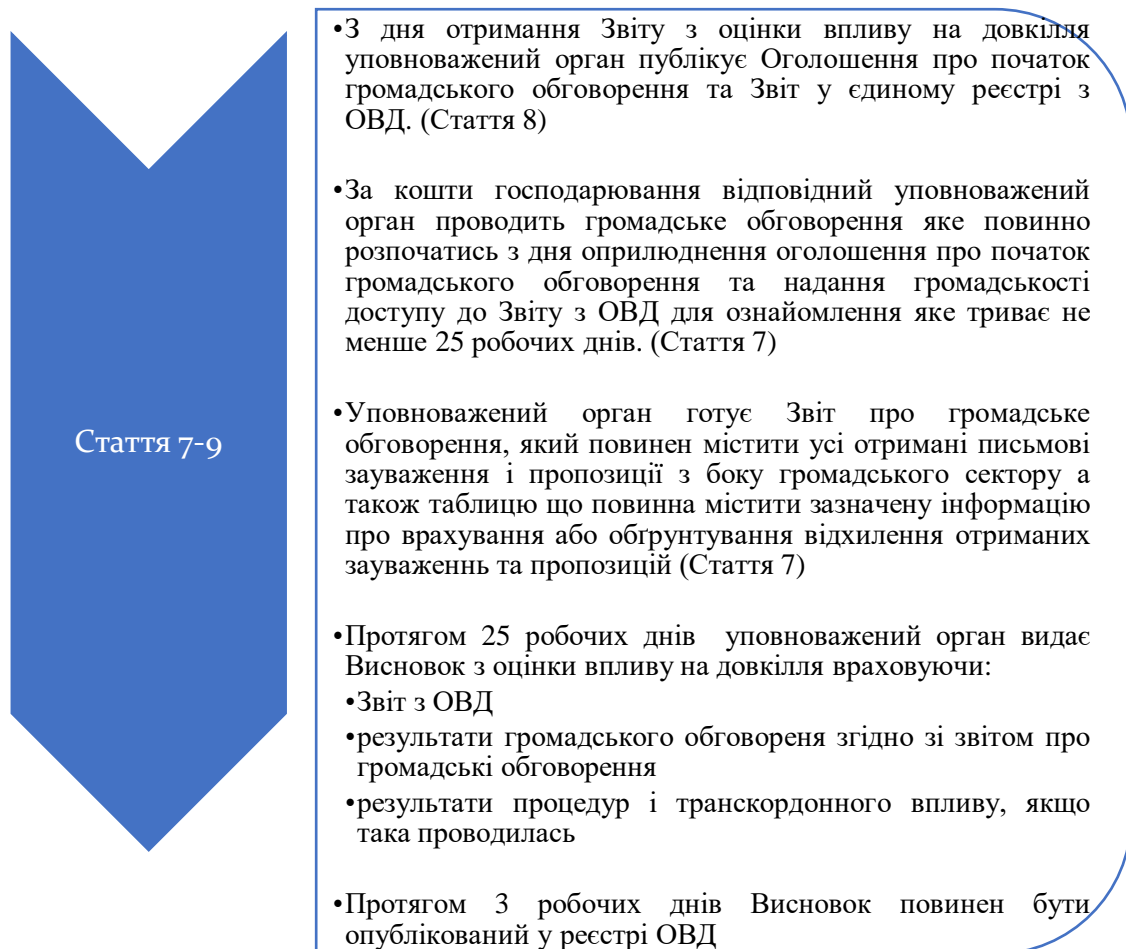 Стаття 7-9
•З дня отримання Звіту з оцінки впливу на довкілля
уповноважений орган публікує Оголошення про початок
громадського обговорення та Звіт у єдиному реєстрі з
ОВД. (Стаття 8)
•За кошти господарювання відповідний уповноважений
орган проводить громадське обговорення яке повинно
розпочатись з дня оприлюднення оголошення про початок
громадського обговорення та надання громадськості
доступу до Звіту з ОВД для ознайомлення яке триває не
менше 25 робочих днів. (Стаття 7)
•Уповноважений орган готує Звіт про громадське
обговорення, який повинен містити усі отримані письмові
зауваження і пропозиції з боку громадського сектору а
також таблицю що повинна містити зазначену інформацію
про врахування або обґрунтування відхилення отриманих
зауваженнь та пропозицій (Стаття 7)
•Протягом 25 робочих днів уповноважений орган видає
Висновок з оцінки впливу на довкілля враховуючи:
•Звіт з ОВД
•результати громадського обговореня згідно зі звітом про
громадські обговорення
•результати процедур і транскордонного впливу, якщо
така проводилась
•Протягом 3 робочих днів Висновок повинен бути
опублікований у реєстрі ОВД